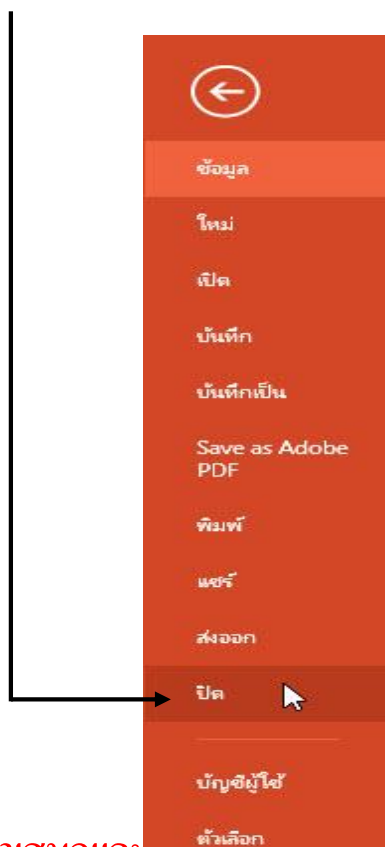 ข้อมูล
ใหม่
เปิด
บันทึก
บันทึกเป็น
Save as Adobe
PDF
พิมพ์
แชร์
ส่งออก
ปิด
บัญชีผู้ใช้
ตัวเลือก